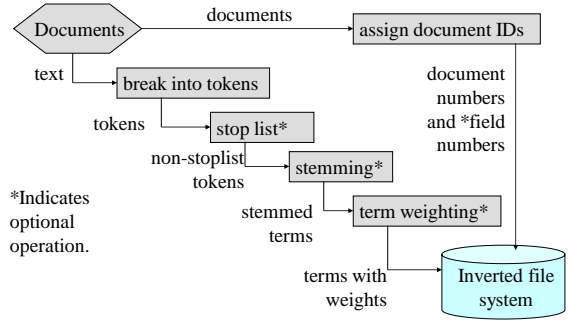 Documents
documents
assign document IDs
text
break into tokens
document
numbers
and *field
numbers
tokens
stop list*
non-stoplist
tokens
stemming*
*Indicates
optional
operation.
stemmed
terms
term weighting*
terms with
weights
Inverted file
system